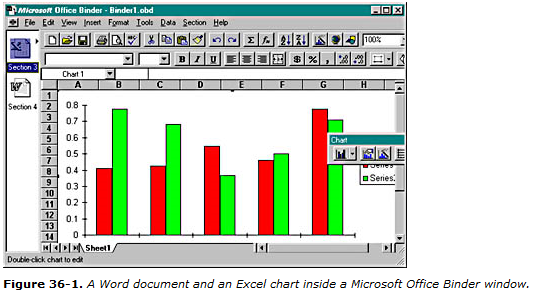 Microsoft Office Binder - Binder1.obd
File Edit View Insert Format Tools Data Section Help
100%
B I U $ % ,
Chart 1
Section 3
Section 4
A B C D E F G H
1
2
3
4
5
6
7
8
9
10
11
12
13
14
0.8
0.7
0.6
0.5
0.4
0.3
0.2
0.1
0
Chart
Series
Sheet1
Double-click chart to edit
Figure 36-1. A Word document and an Excel chart inside a Microsoft Office Binder window.